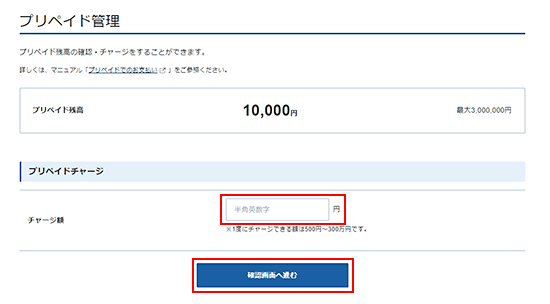 プリペイド管理
プリペイド残高の確認・チャージをすることができます。
詳しくは、マニュアル「プリペイドでのお支払い」をご参照ください。
プリペイド残高 10,000円 最大3,000,000円
プリペイドチャージ
チャージ額 半角英数字 円
※1度にチャージできる額は500円～300万円です。
確認画面へ進む